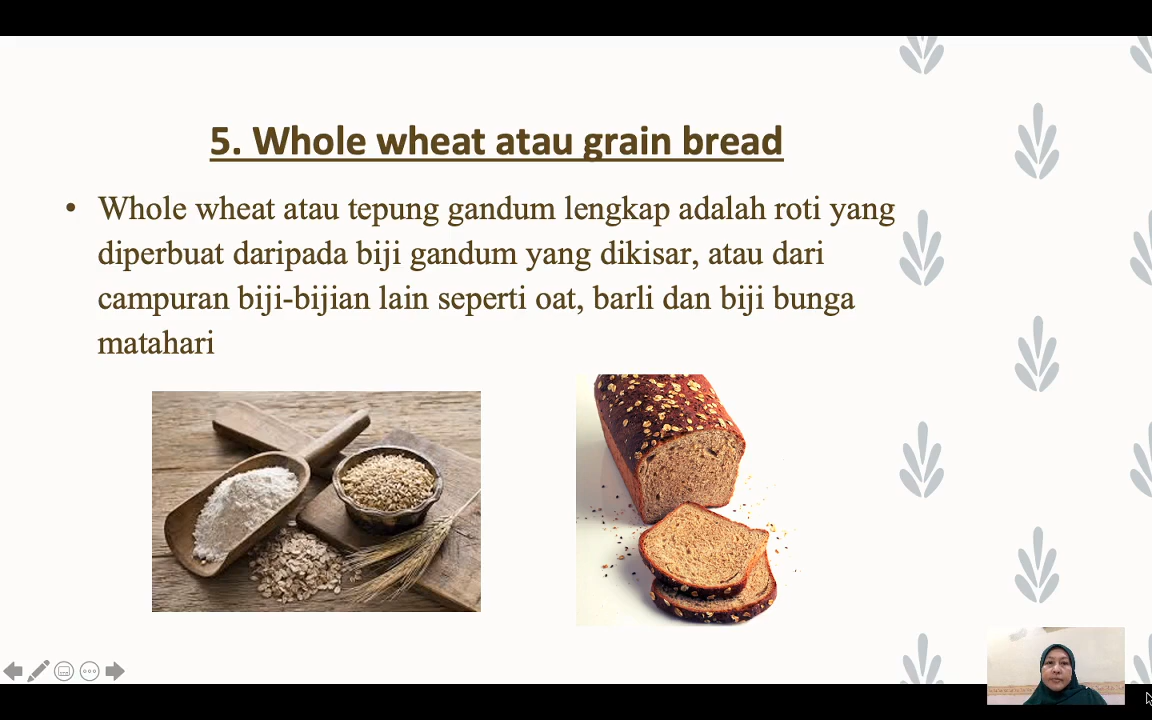 5. Whole wheat atau grain bread
• Whole wheat atau tepung gandum lengkap adalah roti yang
diperbuat daripada biji gandum yang dikisar, atau dari
campuran biji-bijian lain seperti oat, barli dan biji bunga
matahari